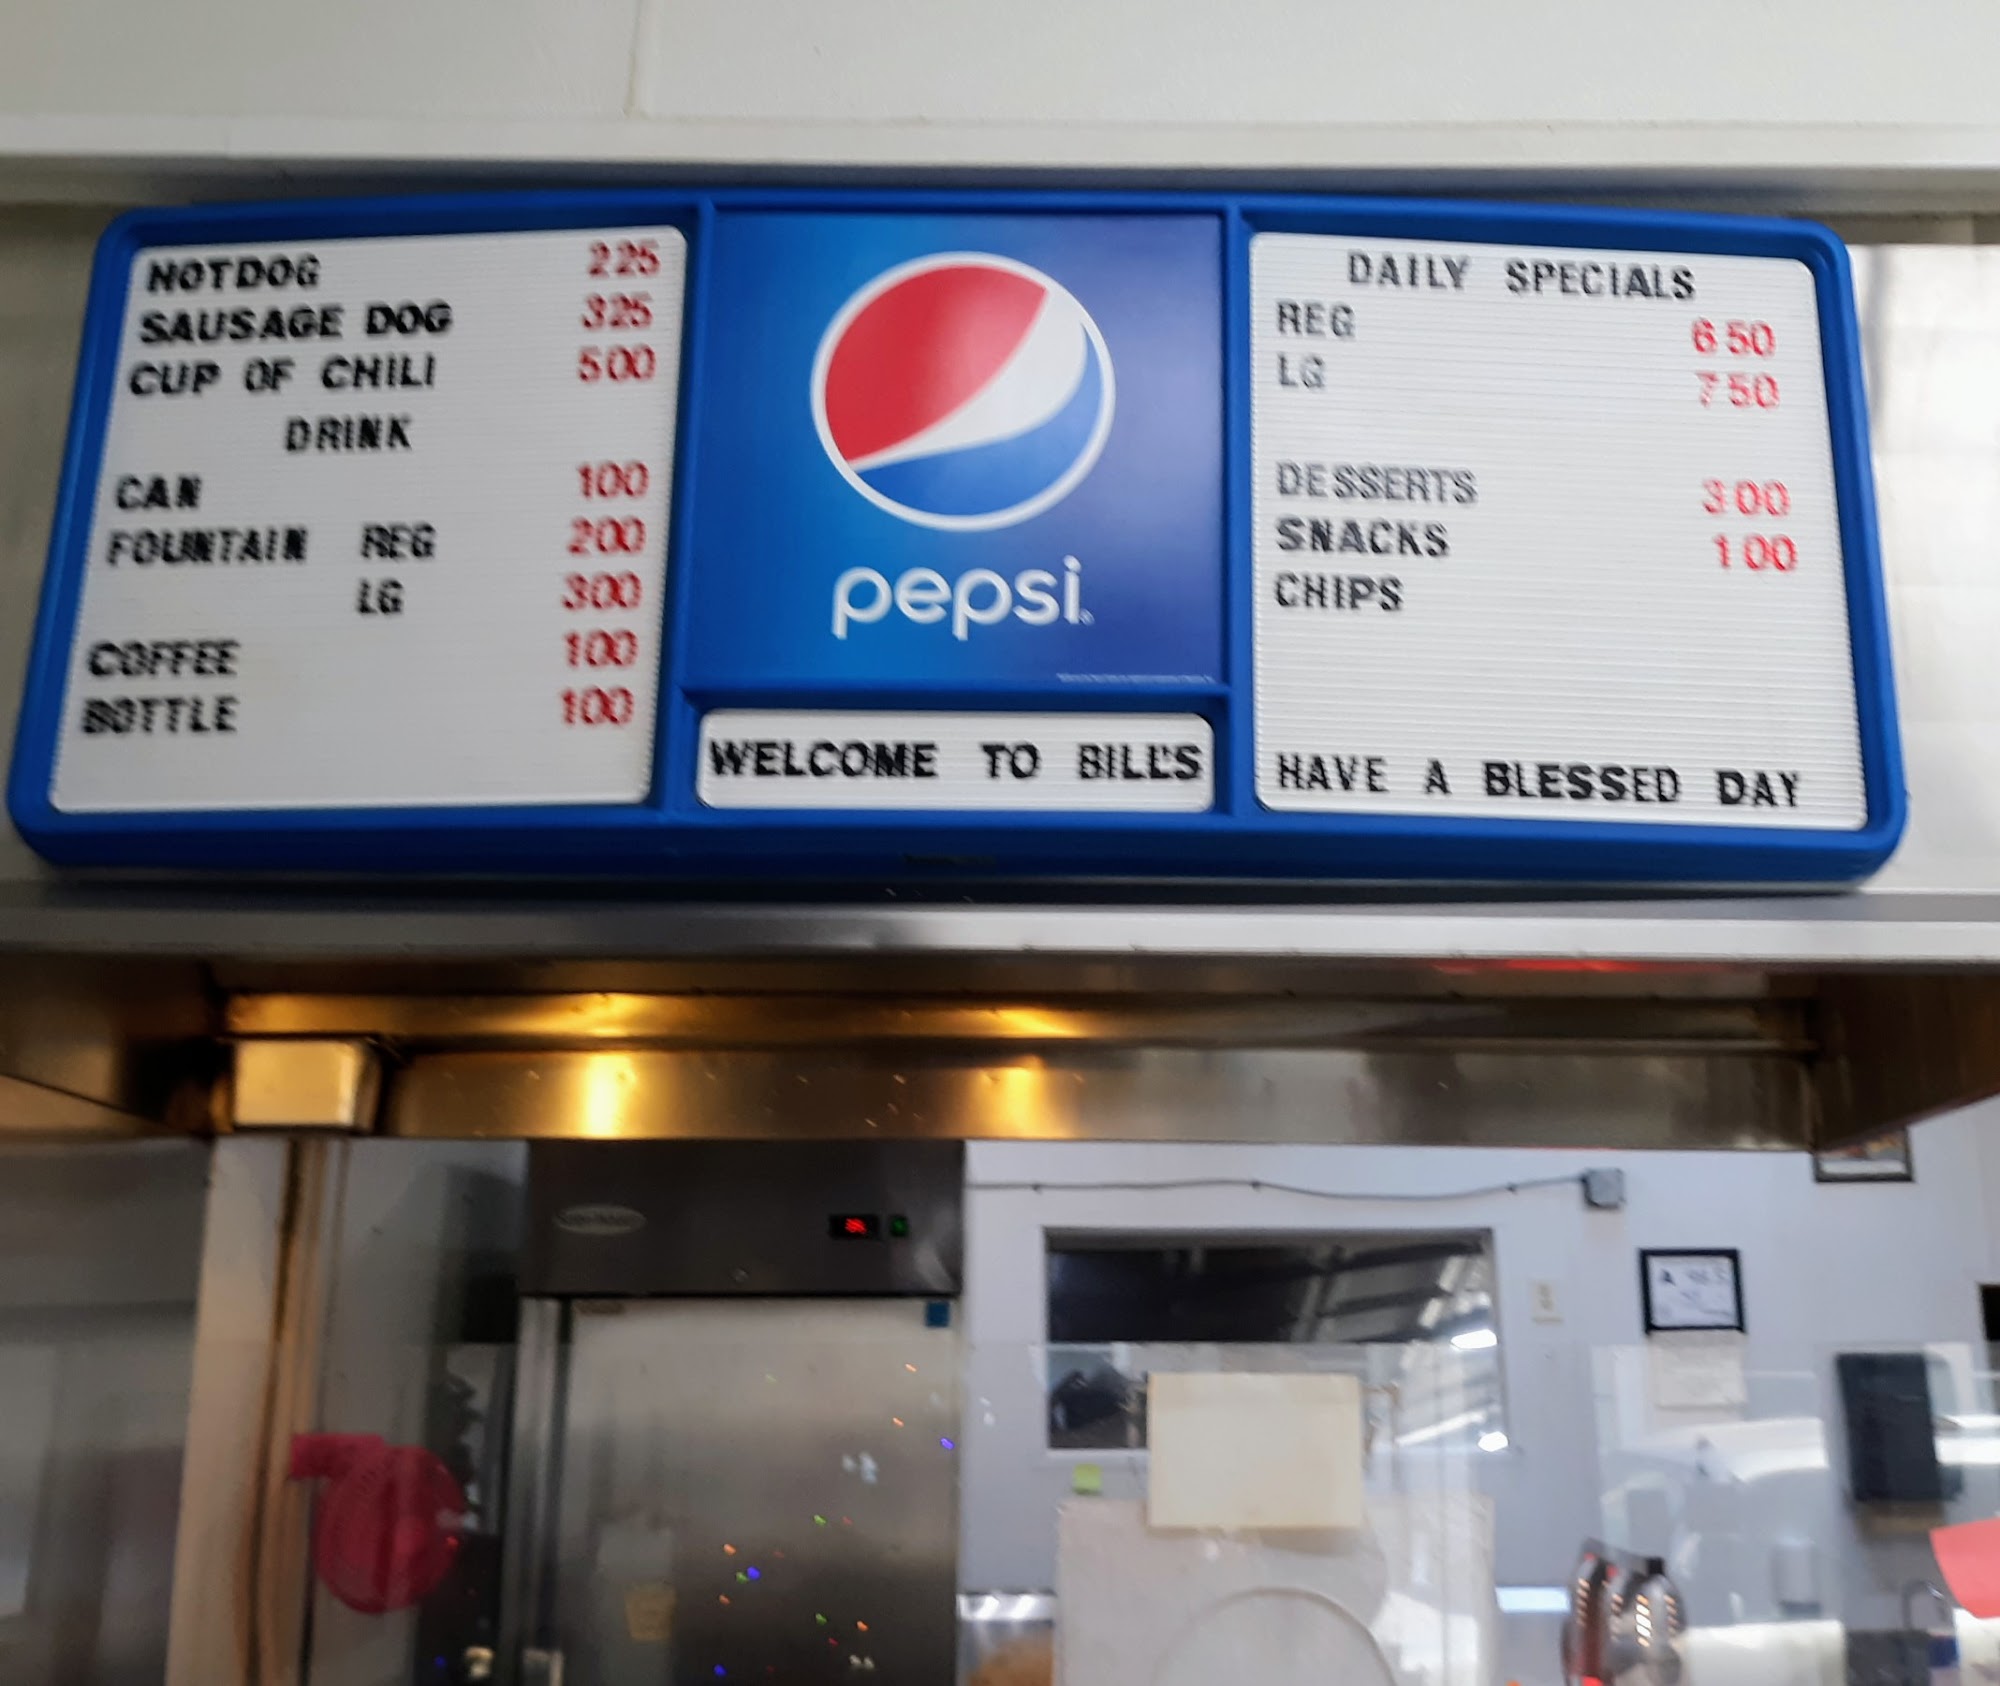 HOTDOG 225
SAUSAGE DOG 325
CUP OF CHILI 500
DRINK
CAN 100
FOUNTAIN REG 200
LG 300
COFFEE 100
BOTTLE 100
pepsi
WELCOME TO BILL'S
DAILY SPECIALS
REG 650
LG 750
DESSERTS 300
SNACKS 100
CHIPS
HAVE A BLESSED DAY